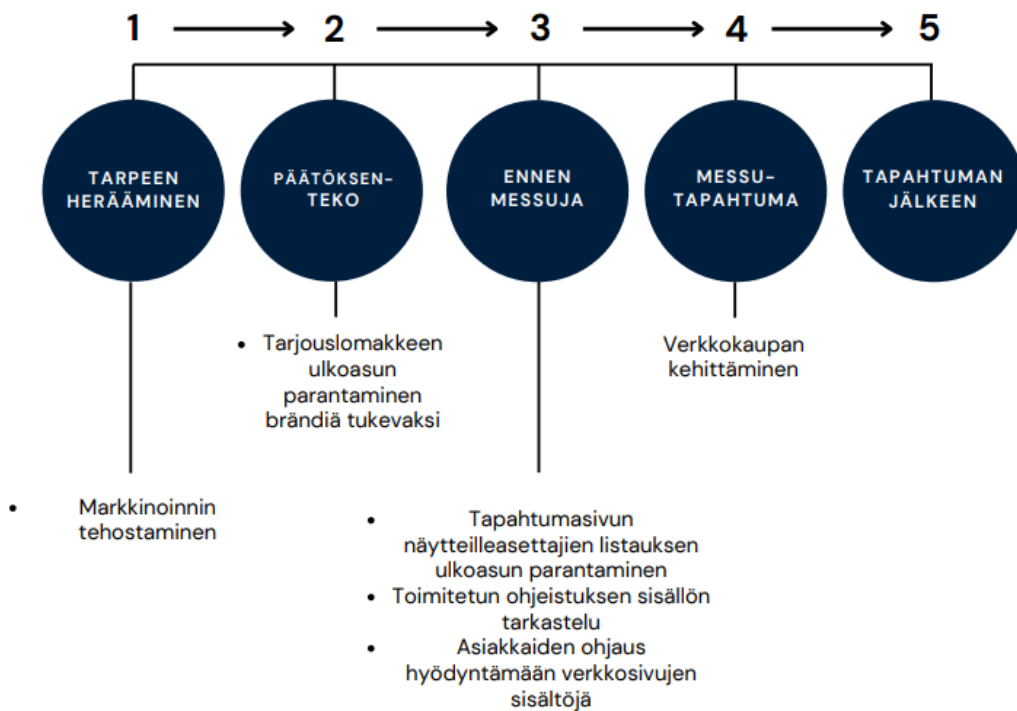 1 2 3 4 5
TARPEEN
HERÄÄMINEN
PÄÄTÖKSEN-
TEKO
ENNEN
MESSUJA
MESSU-
TAPAHTUMA
TAPAHTUMAN
JÄLKEEN
• Markkinoinnin
tehostaminen
• Tarjouslomakkeen
ulkoasun
parantaminen
brändiä tukevaksi
• Tapahtumasivun
näytteilleasettajien listauksen
ulkoasun parantaminen
• Toimitetun ohjeistuksen sisällön
tarkastelu
• Asiakkaiden ohjaus
hyödyntämään verkkosivujen
sisältöjä
Verkkokaupan
kehittäminen